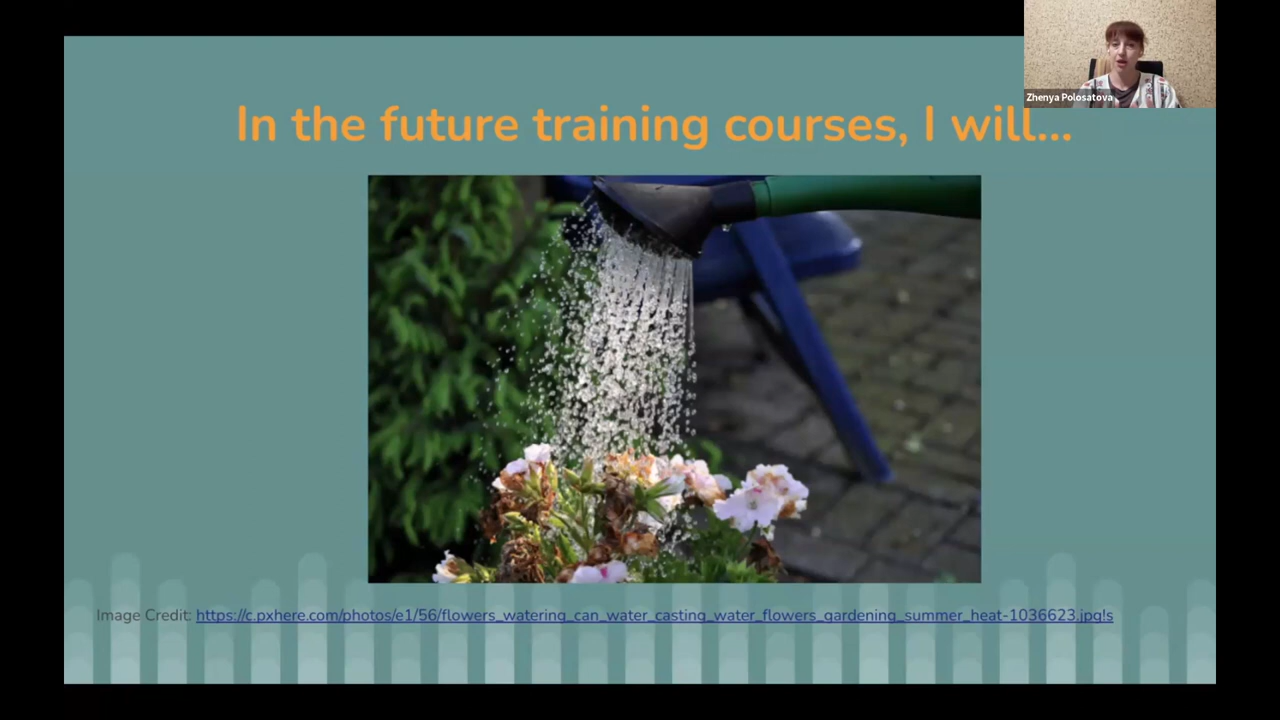 Zhenya Polosatova
In the future training courses, I will...
Image Credit: https://c.pxhere.com/photos/e1/56/flowers_watering_can_water_casting_water_flowers_gardening_summer_heat-1036623.jpg!s